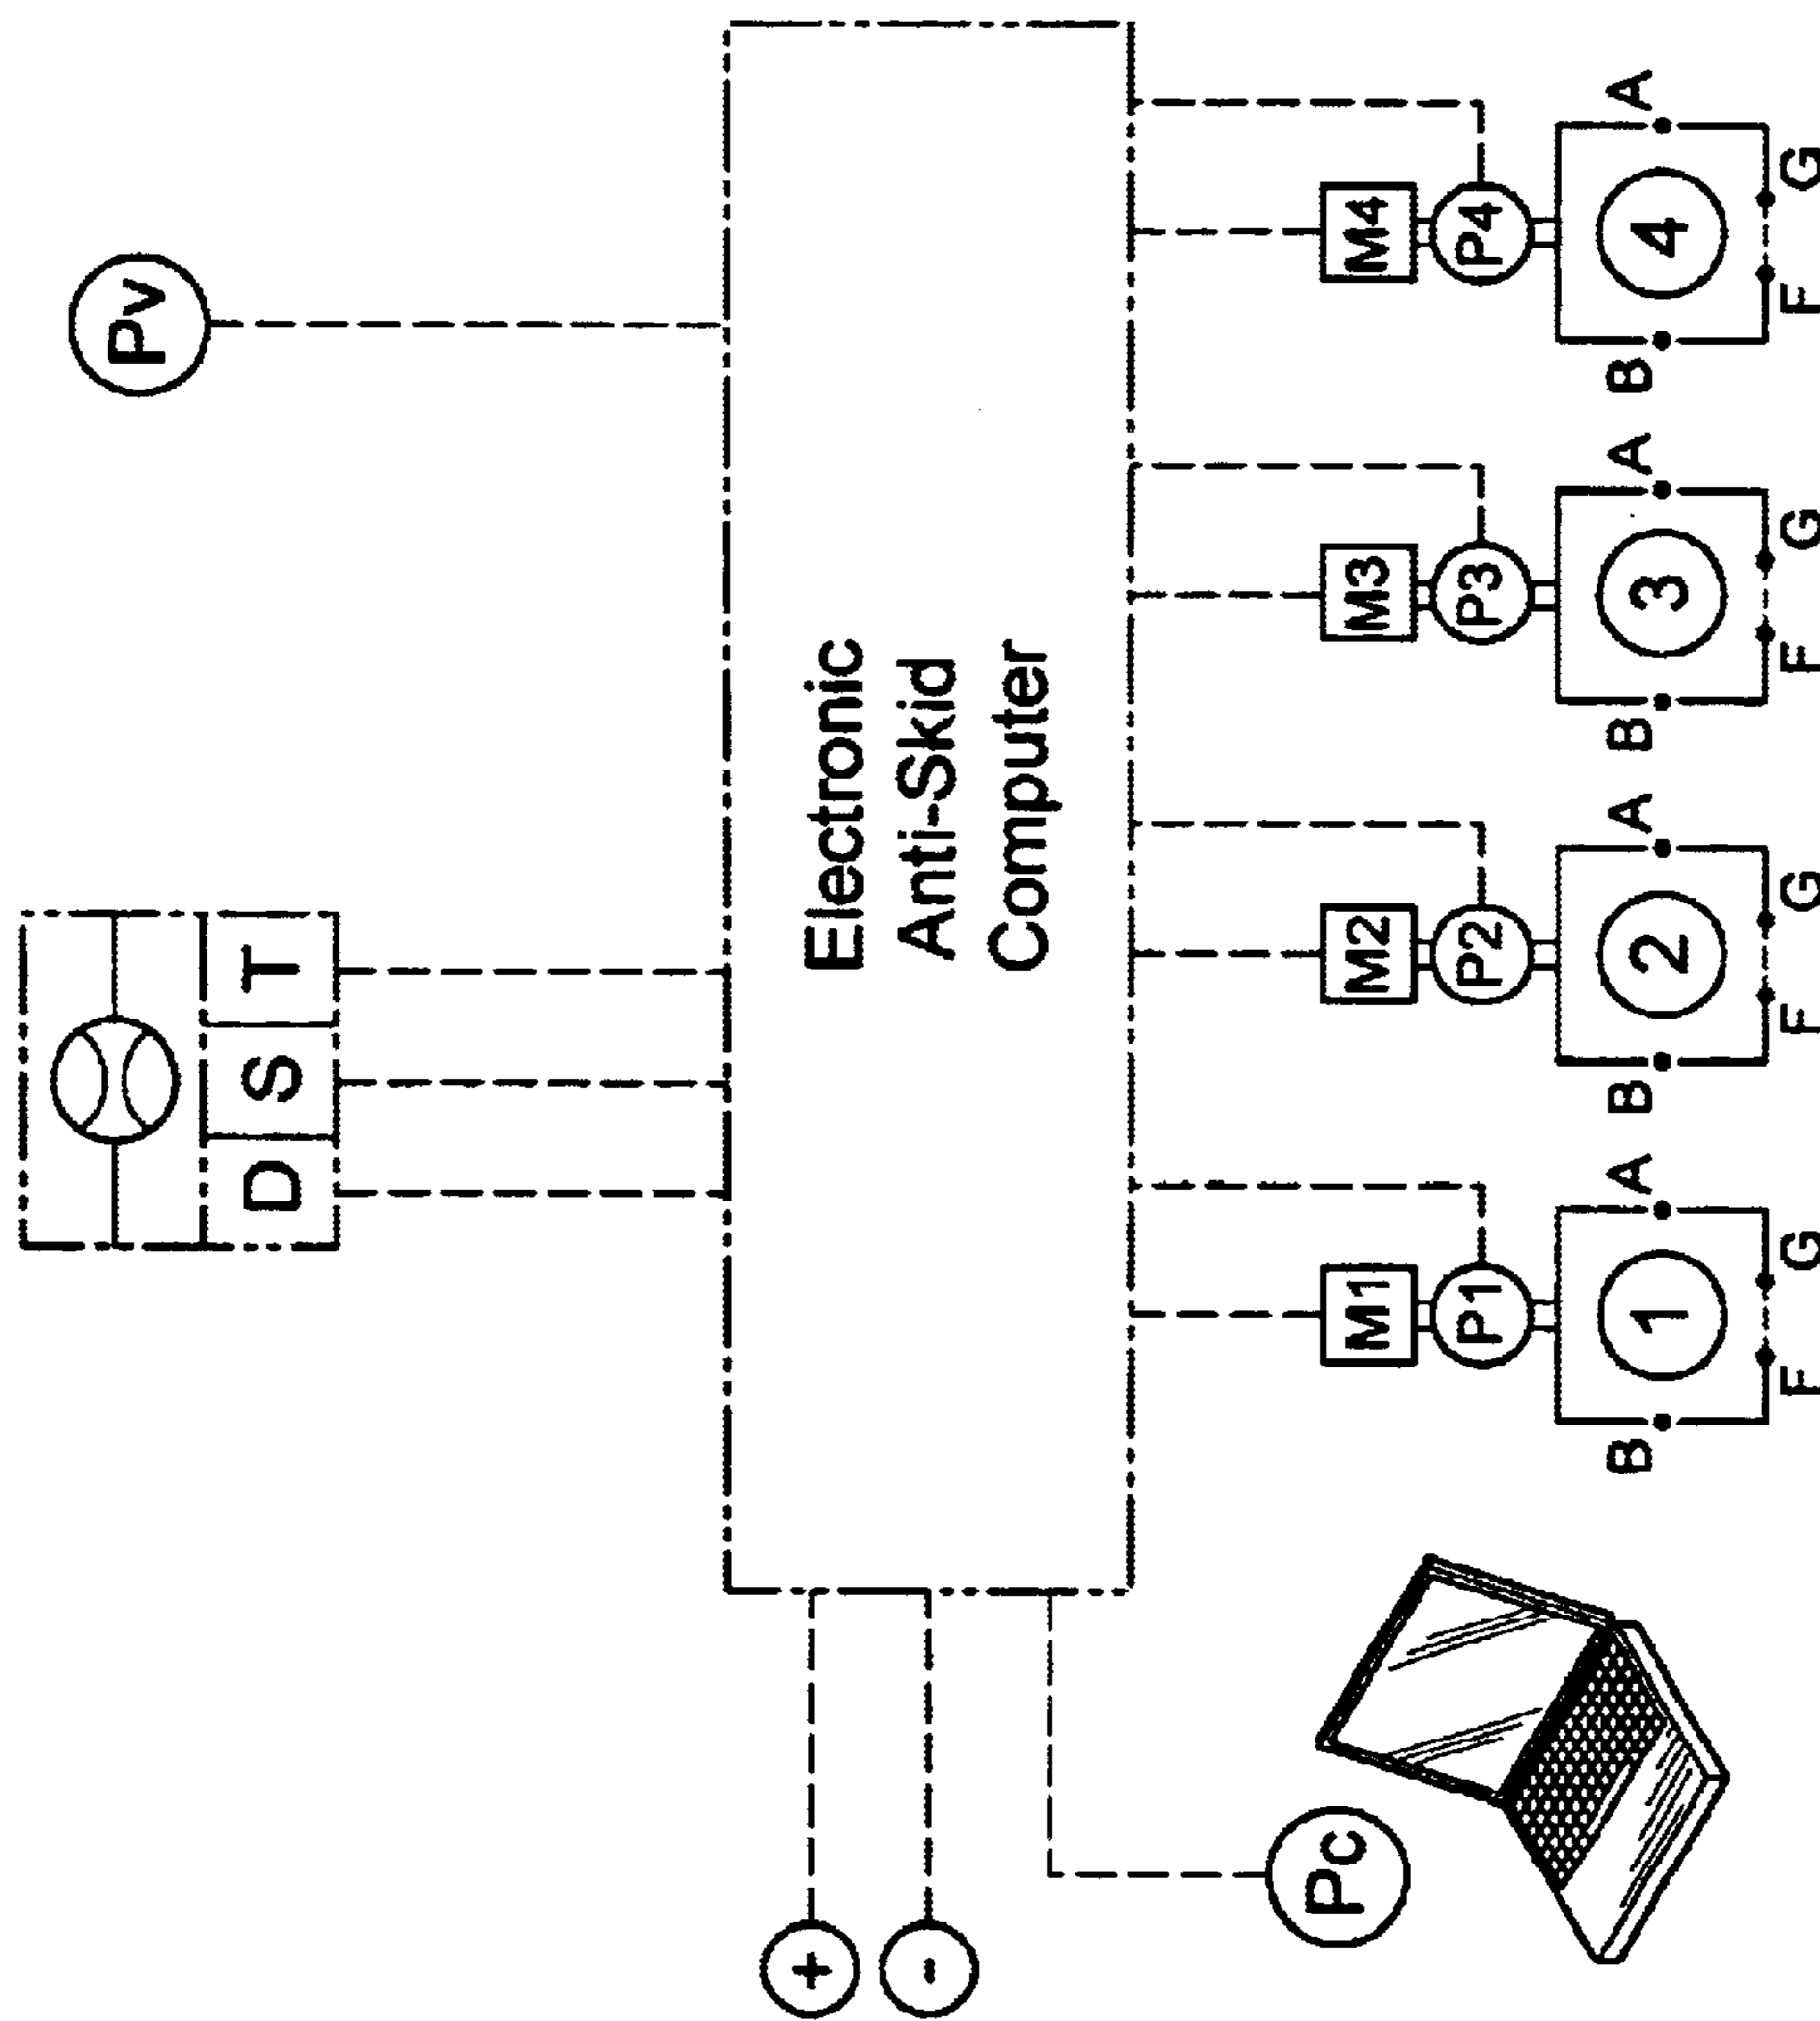 Pv
D S T
+
-
Electronic
Anti-Skid
Computer
Pc
M1 M2 M3 M4
P1 P2 P3 P4
B 1 A B 2 A B 3 A B 4 A
F G F G F G F G